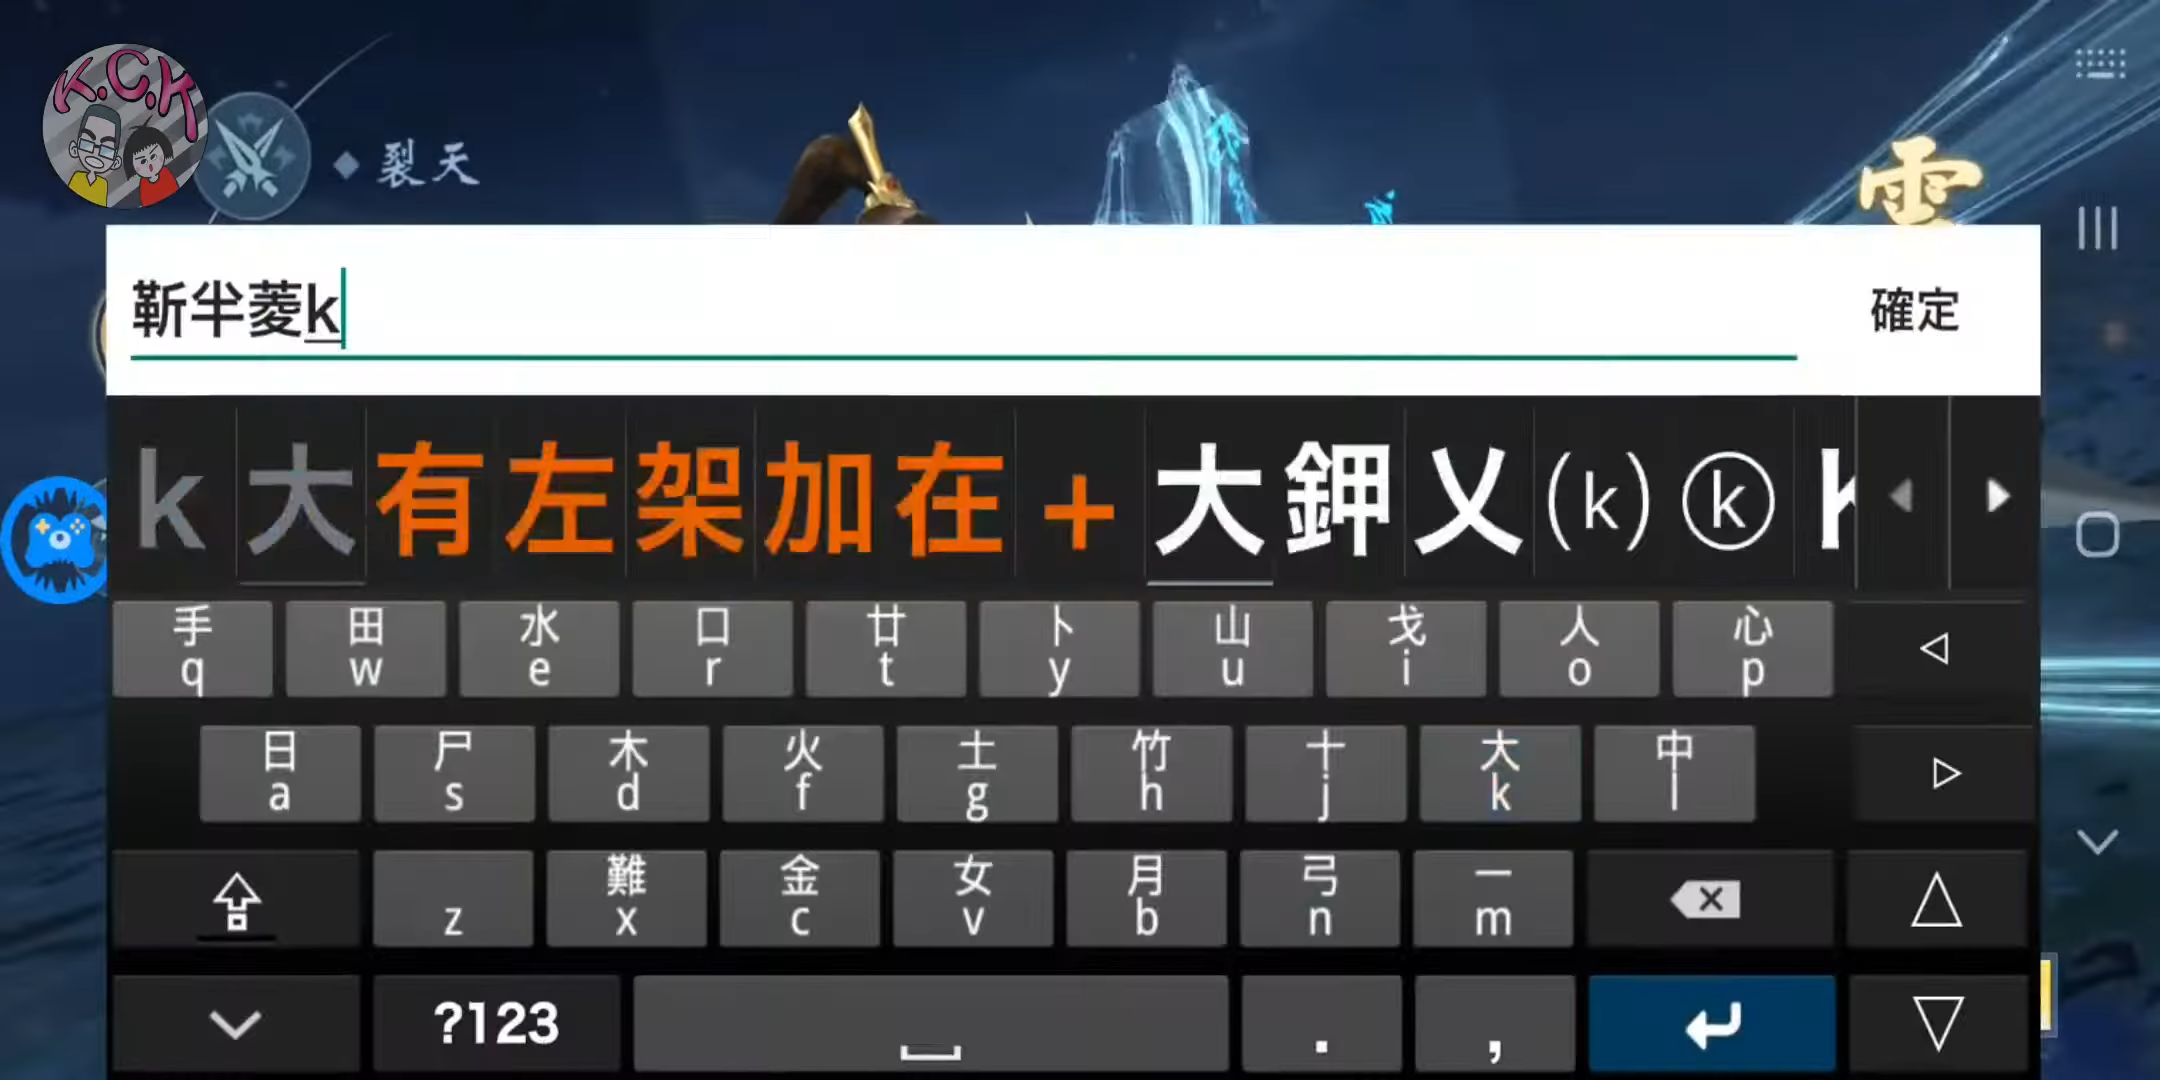 K.C.K
裂天
雲
靳半菱k
確定
k 大 有 左 架 加 在 + 大 鉀 乂 (k) ⓚ
手 田 水 口 廿 卜 山 戈 人 心
q w e r t y u i o p
日 尸 木 火 土 竹 十 大 中
a s d f g h j k l
難 金 女 月 弓 一
z x c v b n m
?123 . ,